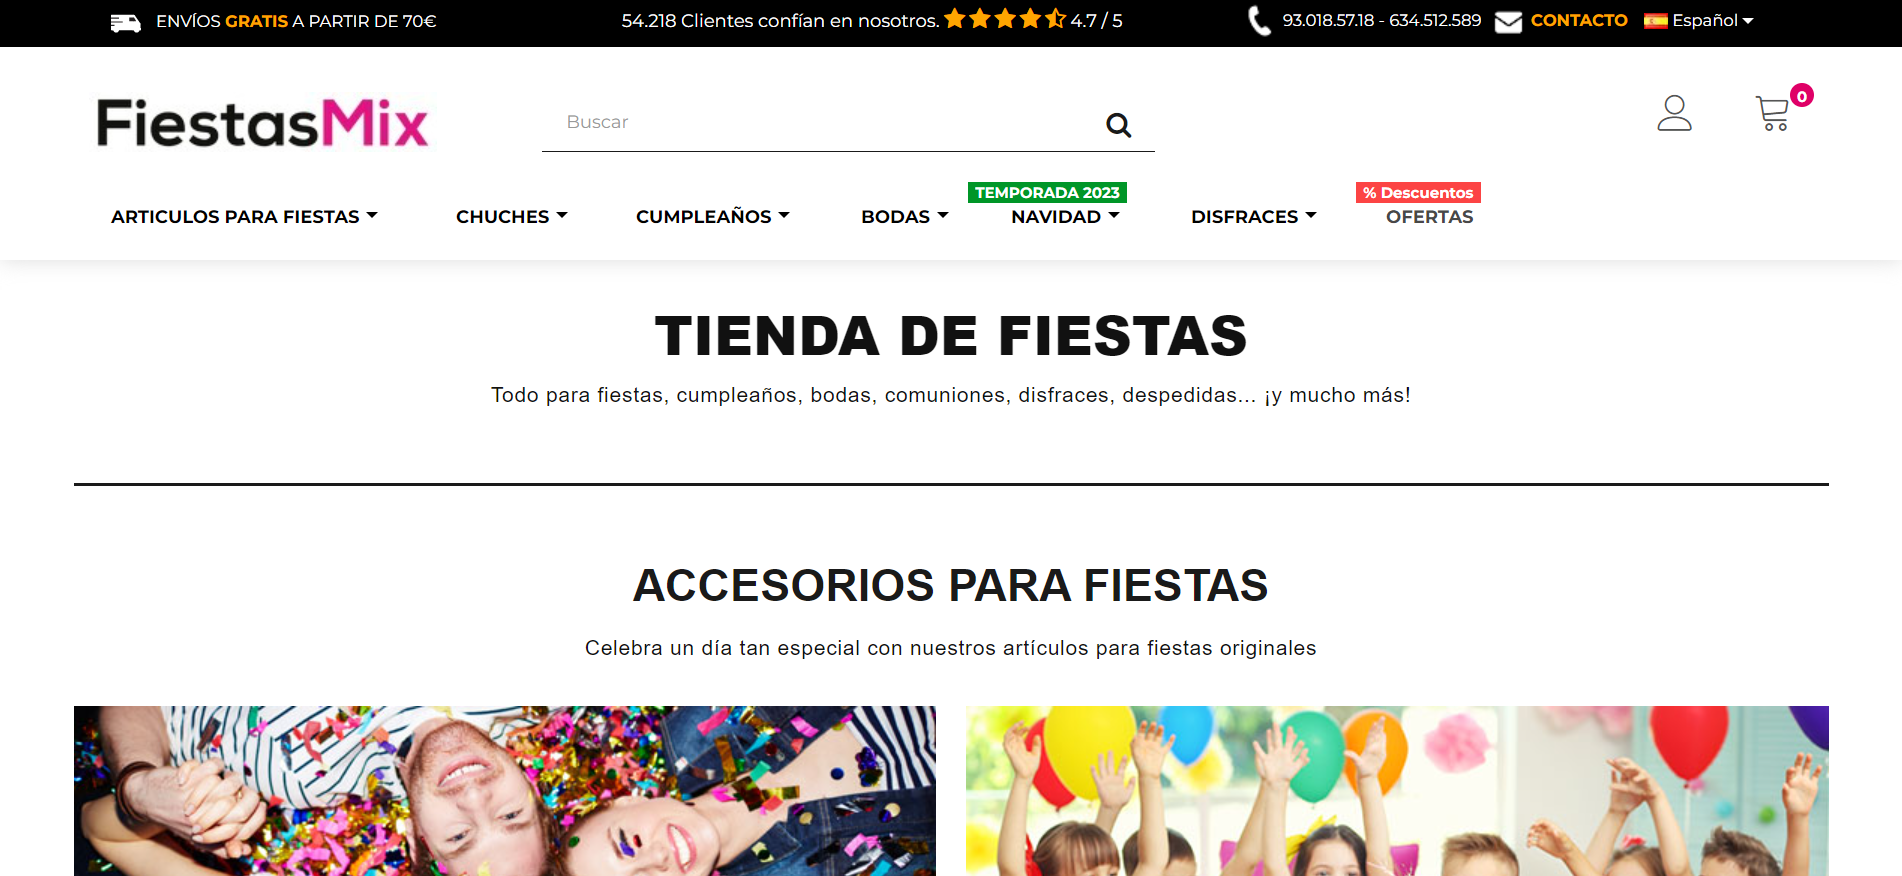 ENVÍOS GRATIS A PARTIR DE 70€
54.218 Clientes confían en nosotros. 4.7 / 5
93.018.57.18 - 634.512.589 CONTACTO Español
FiestasMix
Buscar
0
TEMPORADA 2023
% Descuentos
ARTICULOS PARA FIESTAS CHUCHES CUMPLEAÑOS BODAS NAVIDAD DISFRACES OFERTAS
TIENDA DE FIESTAS
Todo para fiestas, cumpleaños, bodas, comuniones, disfraces, despedidas... ¡y mucho más!
ACCESORIOS PARA FIESTAS
Celebra un día tan especial con nuestros artículos para fiestas originales